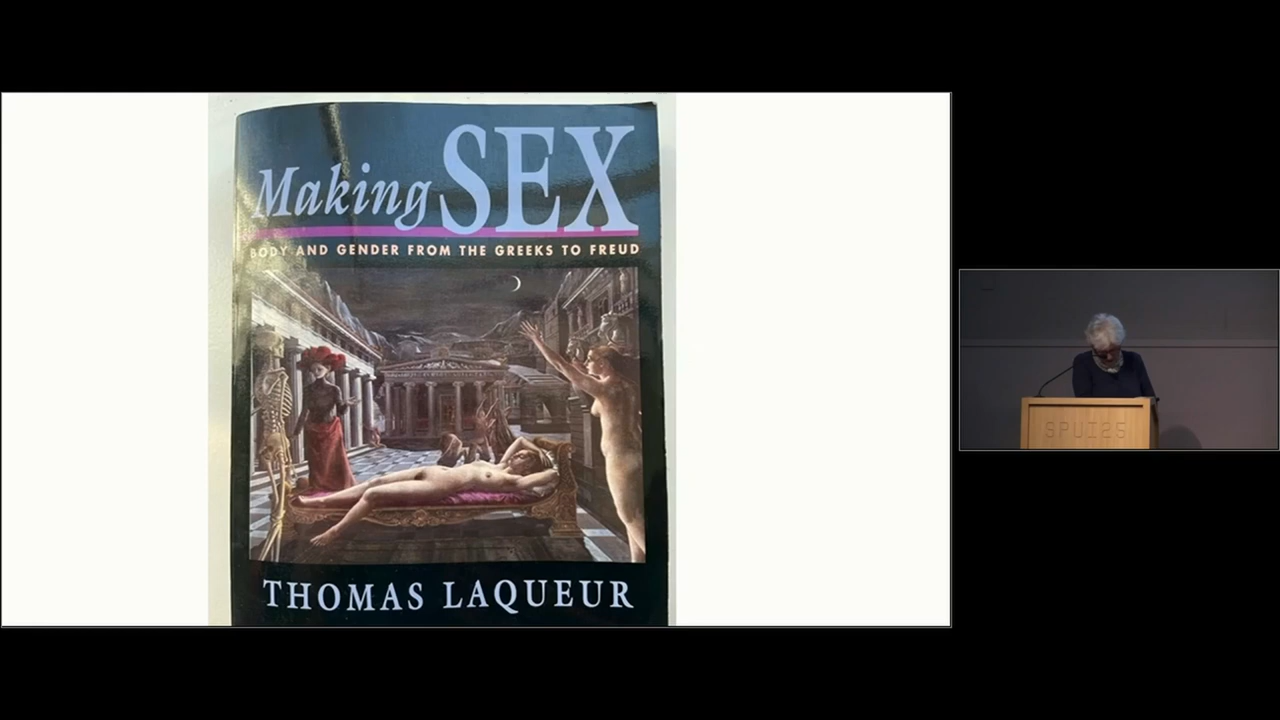 Making SEX
BODY AND GENDER FROM THE GREEKS TO FREUD
THOMAS LAQUEUR
SPUI25